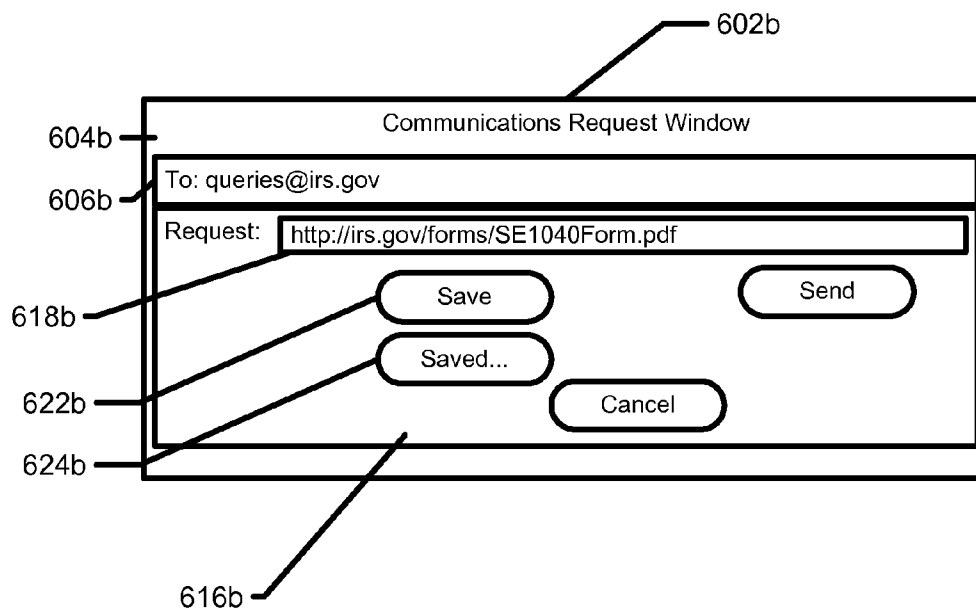 602b
Communications Request Window
604b
To: queries@irs.gov
606b
Request: http://irs.gov/forms/SE1040Form.pdf
Save
Send
618b
Saved...
622b
Cancel
624b
616b